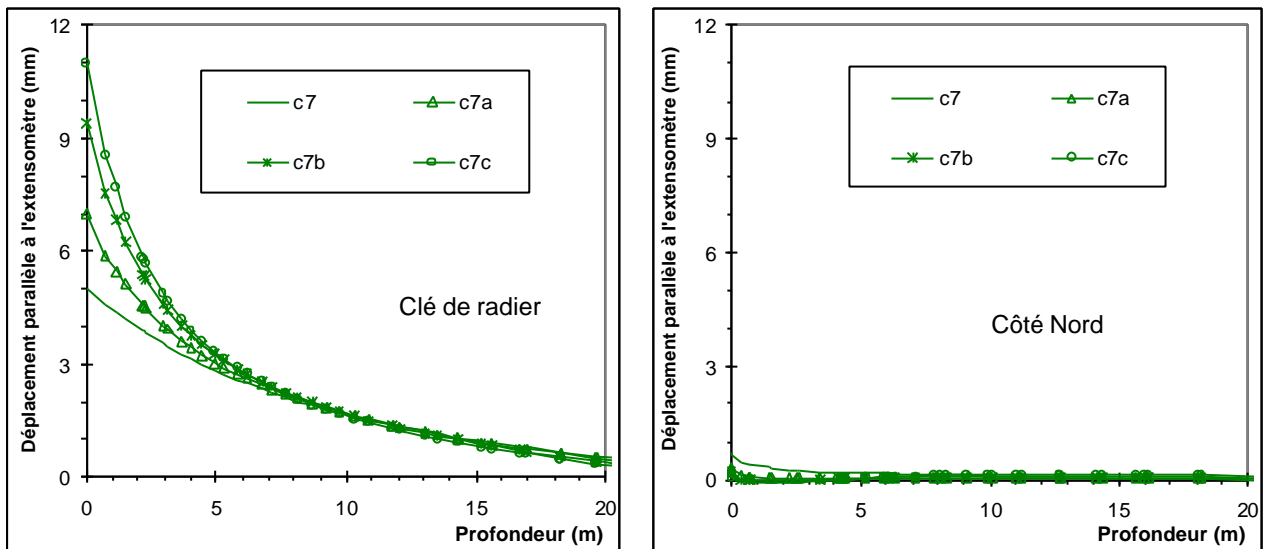 Déplacement parallèle à l'extensomètre (mm)
12
9
6
3
0
c7
c7a
c7b
c7c
Clé de radier
0
5
10
15
20
Profondeur (m)
Déplacement parallèle à l'extensomètre (mm)
12
9
6
3
0
c7
c7a
c7b
c7c
Côté Nord
0
5
10
15
20
Profondeur (m)